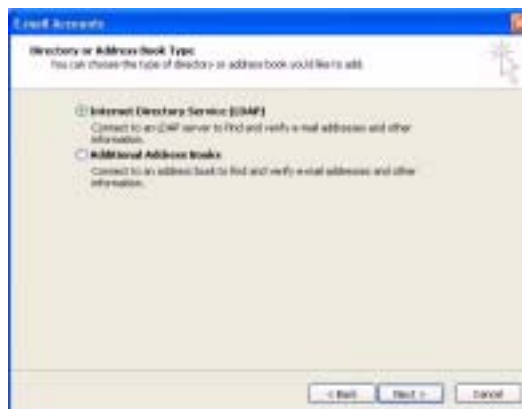 E-mail Accounts
Directory or Address Book Type
You can choose the type of directory or address book you'd like to add.
Internet Directory Service (LDAP)
Connect to an LDAP server to find and verify e-mail addresses and other
information.
Additional Address Books
Connect to an address book to find and verify e-mail addresses and other
information.
< Back
Next >
Cancel